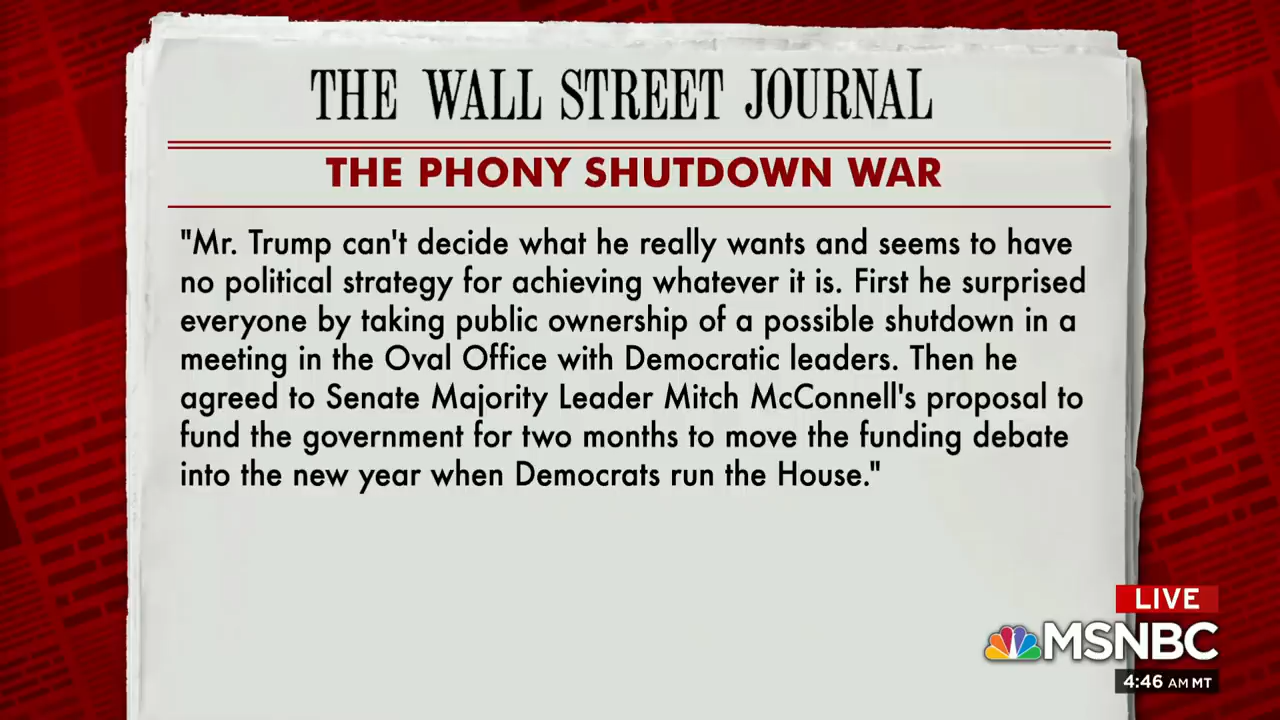 THE WALL STREET JOURNAL
THE PHONY SHUTDOWN WAR
"Mr. Trump can't decide what he really wants and seems to have
no political strategy for achieving whatever it is. First he surprised
everyone by taking public ownership of a possible shutdown in a
meeting in the Oval Office with Democratic leaders. Then he
agreed to Senate Majority Leader Mitch McConnell's proposal to
fund the government for two months to move the funding debate
into the new year when Democrats run the House."
LIVE
MSNBC
4:46 AM MT